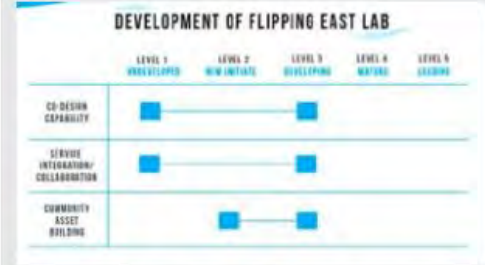 DEVELOPMENT OF FLIPPING EAST LAB
LEVEL 1 LEVEL 2 LEVEL 3 LEVEL 4 LEVEL 5
UNDEVELOPED NEW INITIATE DEVELOPING MATURE LEADING
CO-DESIGN
CAPABILITY
SERVICE
INTEGRATION/
COLLABORATION
COMMUNITY
ASSET
BUILDING